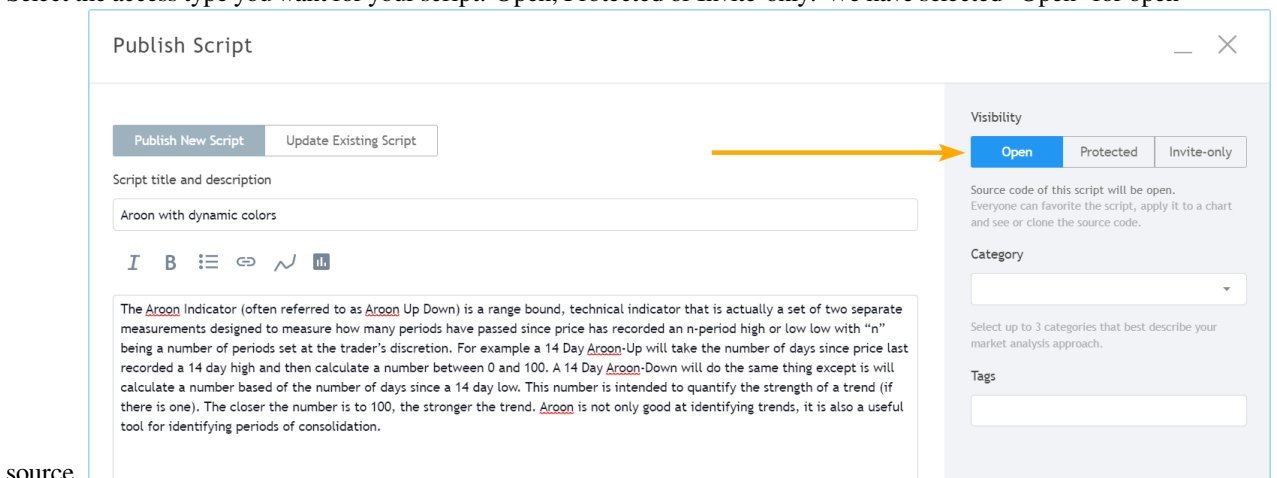 Select the access type you want for your script: Open, Protected or Invite-only. We have selected "Open" for open
Publish Script
Publish New Script
Update Existing Script
Script title and description
Aroon with dynamic colors
I B
The Aroon Indicator (often referred to as Aroon Up Down) is a range bound, technical indicator that is actually a set of two separate
measurements designed to measure how many periods have passed since price has recorded an n-period high or low low with “n”
being a number of periods set at the trader’s discretion. For example a 14 Day Aroon-Up will take the number of days since price last
recorded a 14 day high and then calculate a number between 0 and 100. A 14 Day Aroon-Down will do the same thing except is will
calculate a number based of the number of days since a 14 day low. This number is intended to quantify the strength of a trend (if
there is one). The closer the number is to 100, the stronger the trend. Aroon is not only good at identifying trends, it is also a useful
tool for identifying periods of consolidation.
Visibility
Open
Protected
Invite-only
Source code of this script will be open.
Everyone can favorite the script, apply it to a chart
and see or clone the source code.
Category
Select up to 3 categories that best describe your
market analysis approach.
Tags
source